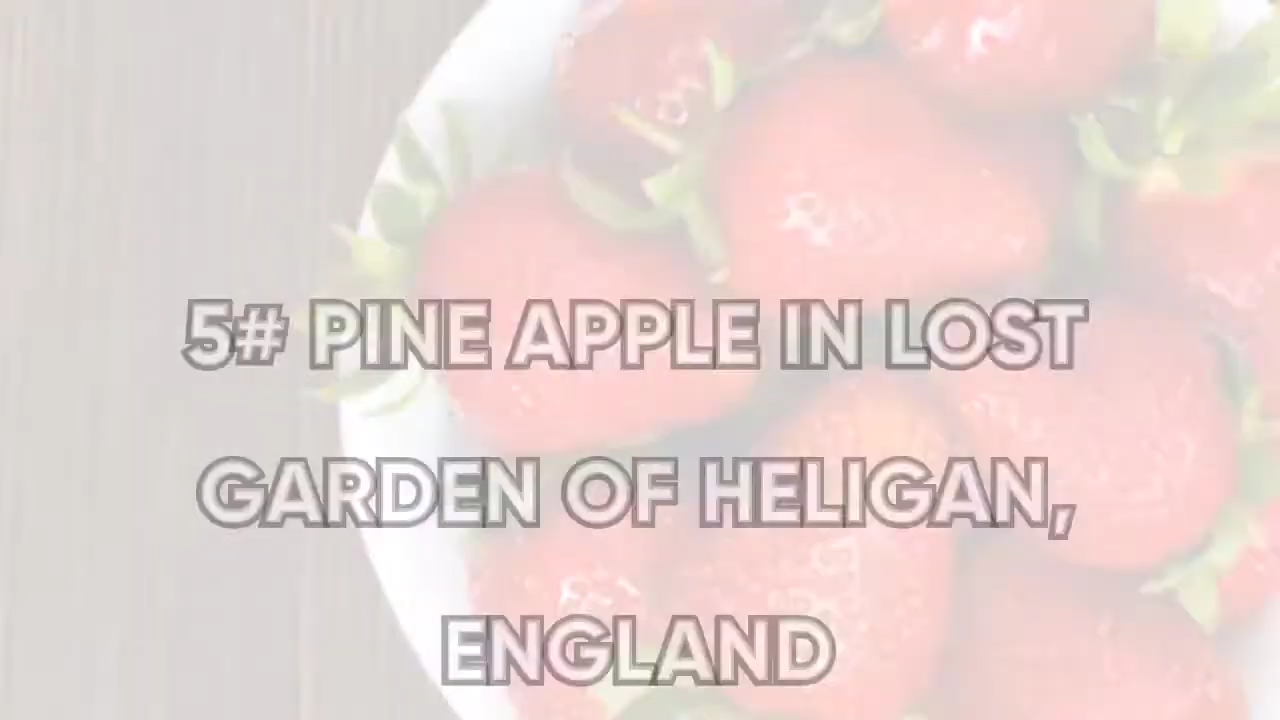 5# PINE APPLE IN LOST
GARDEN OF HELIGAN,
ENGLAND